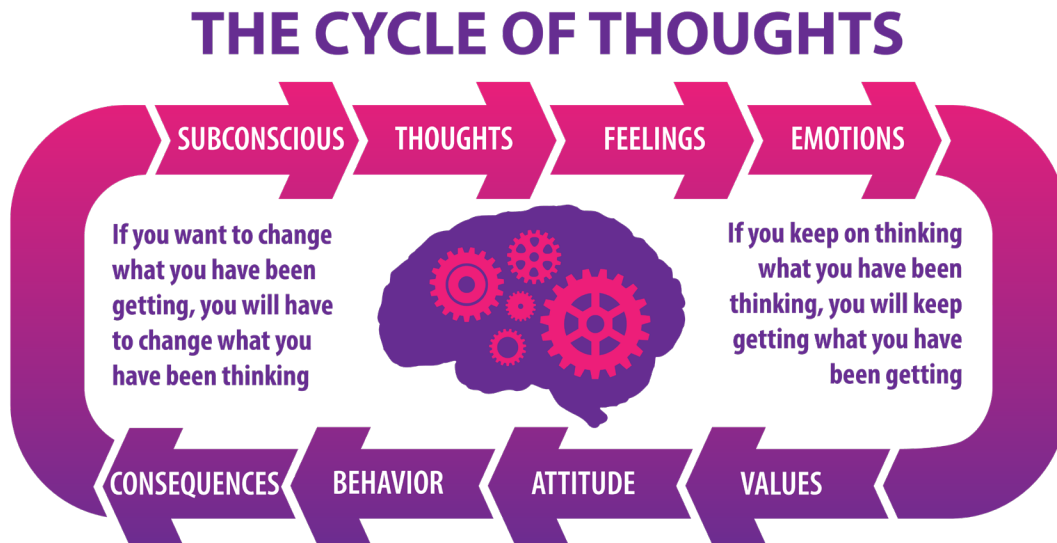 THE CYCLE OF THOUGHTS
SUBCONSCIOUS
THOUGHTS
FEELINGS
EMOTIONS
If you want to change
what you have been
getting, you will have
to change what you
have been thinking
If you keep on thinking
what you have been
thinking, you will keep
getting what you have
been getting
CONSEQUENCES
BEHAVIOR
ATTITUDE
VALUES